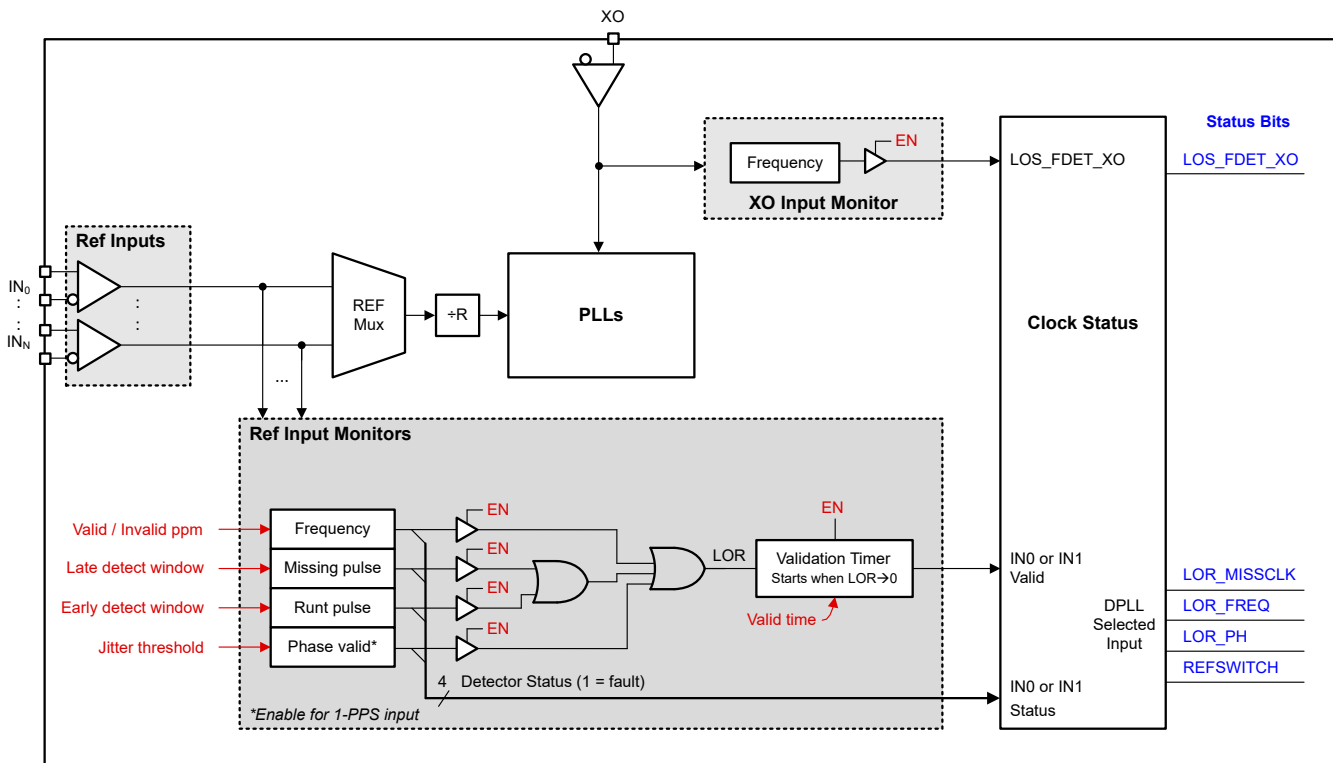 XO
Status Bits
EN
Frequency
XO Input Monitor
LOS_FDET_XO
LOS_FDET_XO
Ref Inputs
IN0
:
:
INN
:
:
REF
Mux
÷R
PLLs
Clock Status
...
Ref Input Monitors
Valid / Invalid ppm
Frequency
EN
Late detect window
Missing pulse
EN
Early detect window
Runt pulse
EN
Jitter threshold
Phase valid*
EN
LOR
EN
Validation Timer
Starts when LOR→0
Valid time
IN0 or IN1
Valid
DPLL
Selected
Input
LOR_MISSCLK
LOR_FREQ
LOR_PH
REFSWITCH
4 Detector Status (1 = fault)
IN0 or IN1
Status
*Enable for 1-PPS input